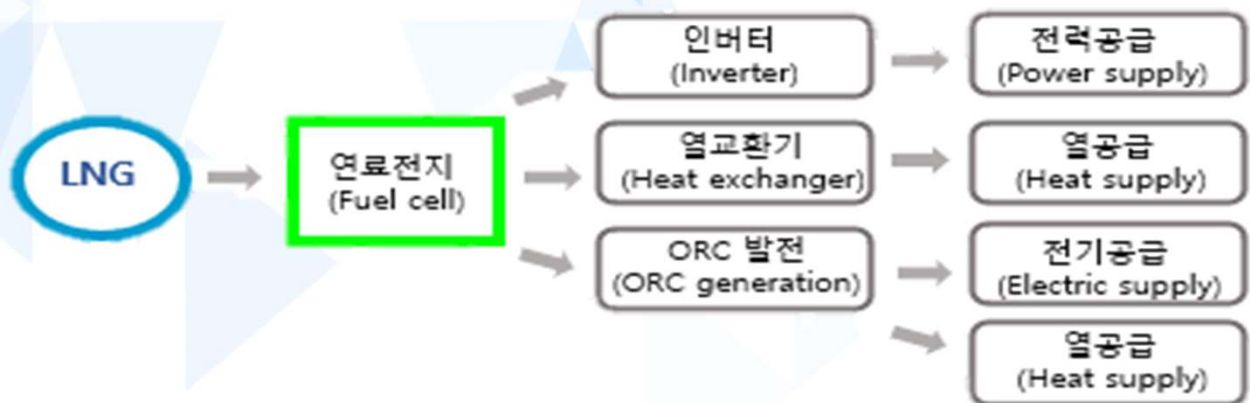 LNG
연료전지
(Fuel cell)
인버터
(Inverter)
전력공급
(Power supply)
열교환기
(Heat exchanger)
열공급
(Heat supply)
ORC 발전
(ORC generation)
전기공급
(Electric supply)
열공급
(Heat supply)